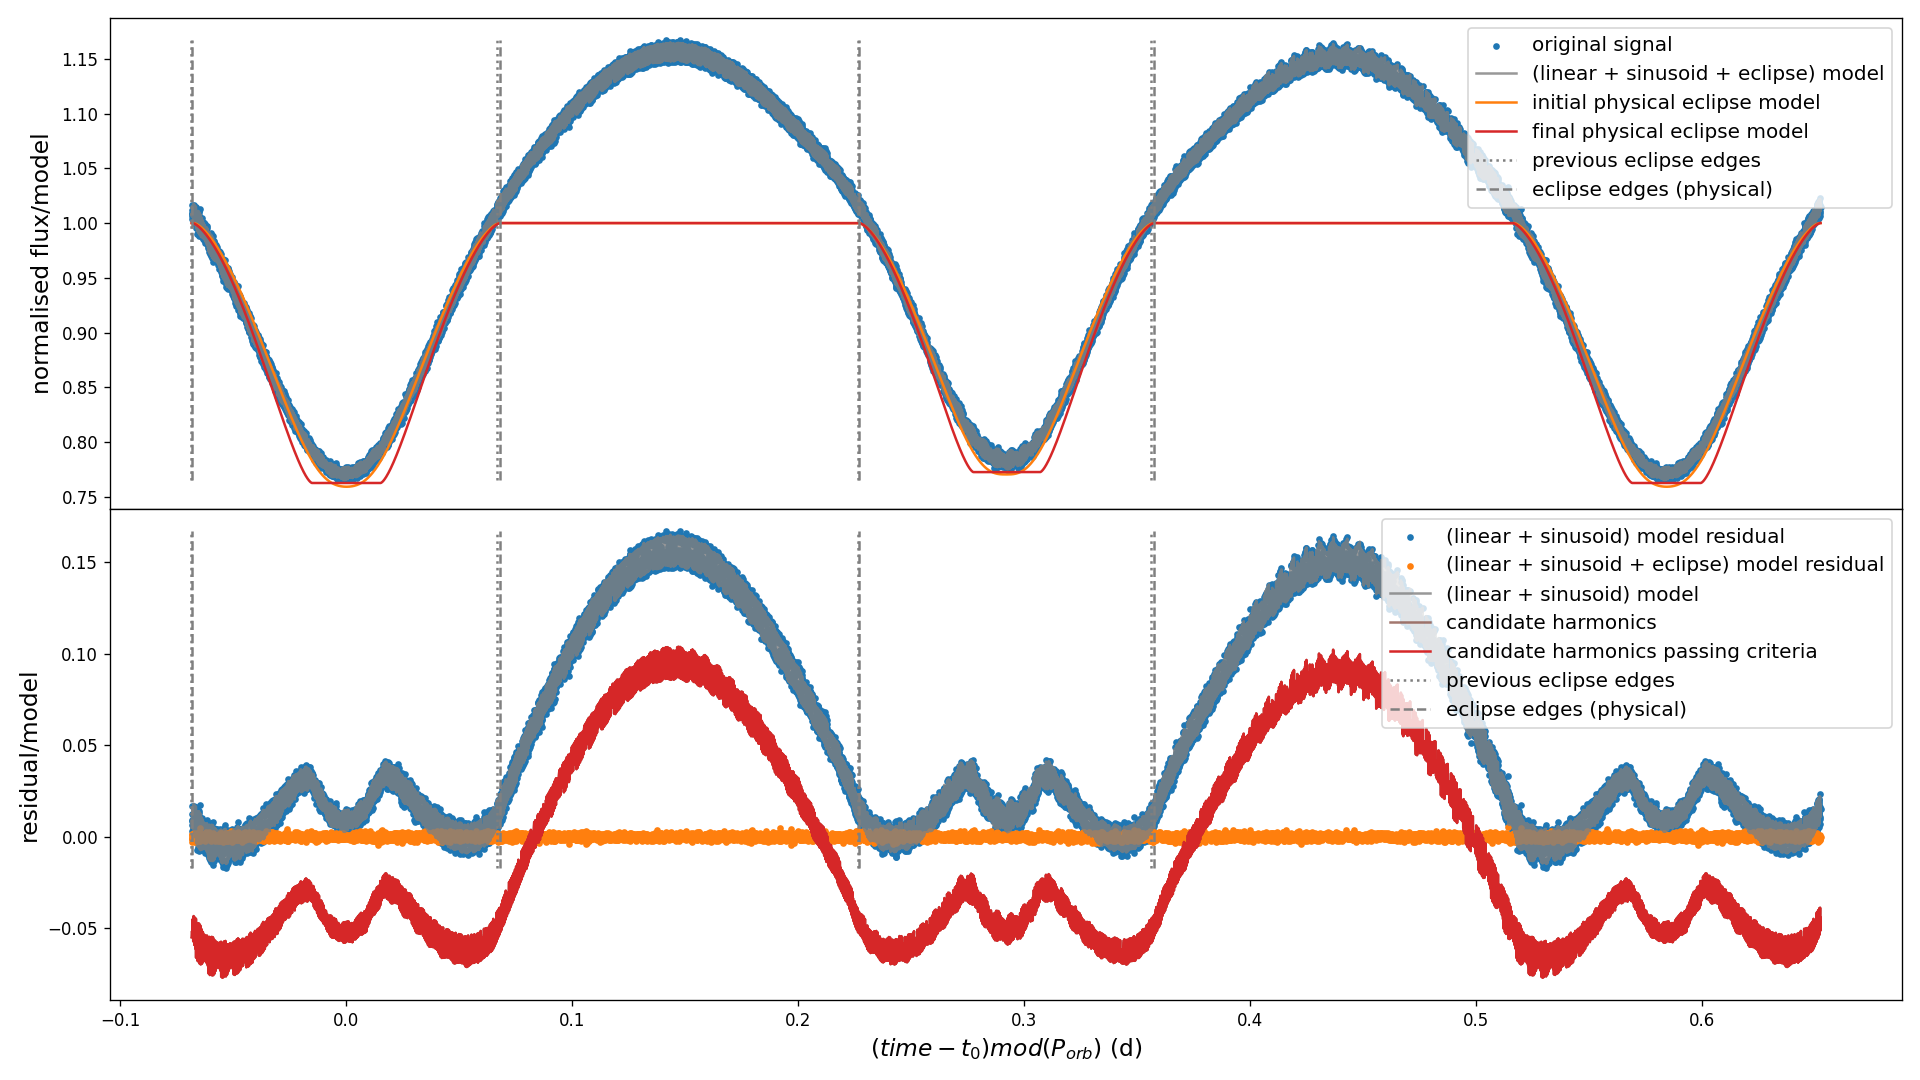 1.15
1.10
1.05
1.00
0.95
0.90
0.85
0.80
0.75
normalised flux/model
original signal
(linear + sinusoid + eclipse) model
initial physical eclipse model
final physical eclipse model
previous eclipse edges
eclipse edges (physical)
0.15
0.10
0.05
0.00
−0.05
residual/model
(linear + sinusoid) model residual
(linear + sinusoid + eclipse) model residual
(linear + sinusoid) model
candidate harmonics
candidate harmonics passing criteria
previous eclipse edges
eclipse edges (physical)
−0.1 0.0 0.1 0.2 0.3 0.4 0.5 0.6
(time − t₀)mod(P_orb) (d)